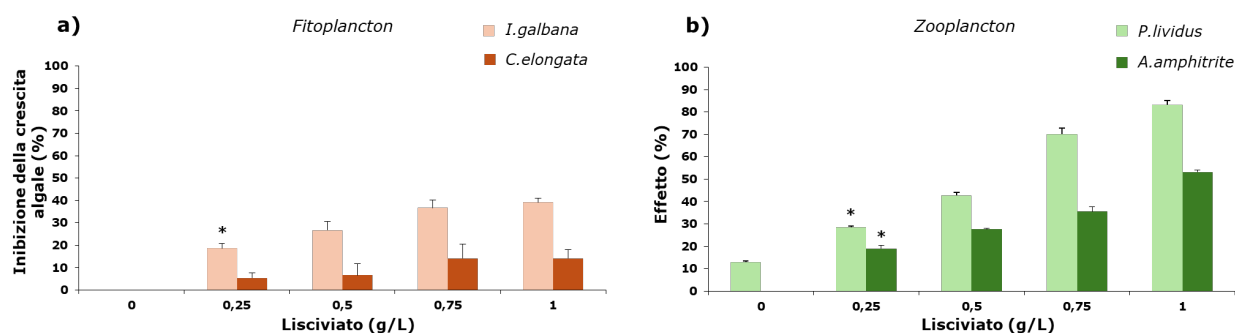 a)
Fitoplancton
I.galbana
C.elongata
Inibizione della crescita
algale (%)
100
90
80
70
60
50
40
30
20
10
0
*
0 0,25 0,5 0,75 1
Lisciviato (g/L)
b)
Zooplancton
P.lividus
A.amphitrite
Effetto (%)
100
90
80
70
60
50
40
30
20
10
0
*
*
0 0,25 0,5 0,75 1
Lisciviato (g/L)